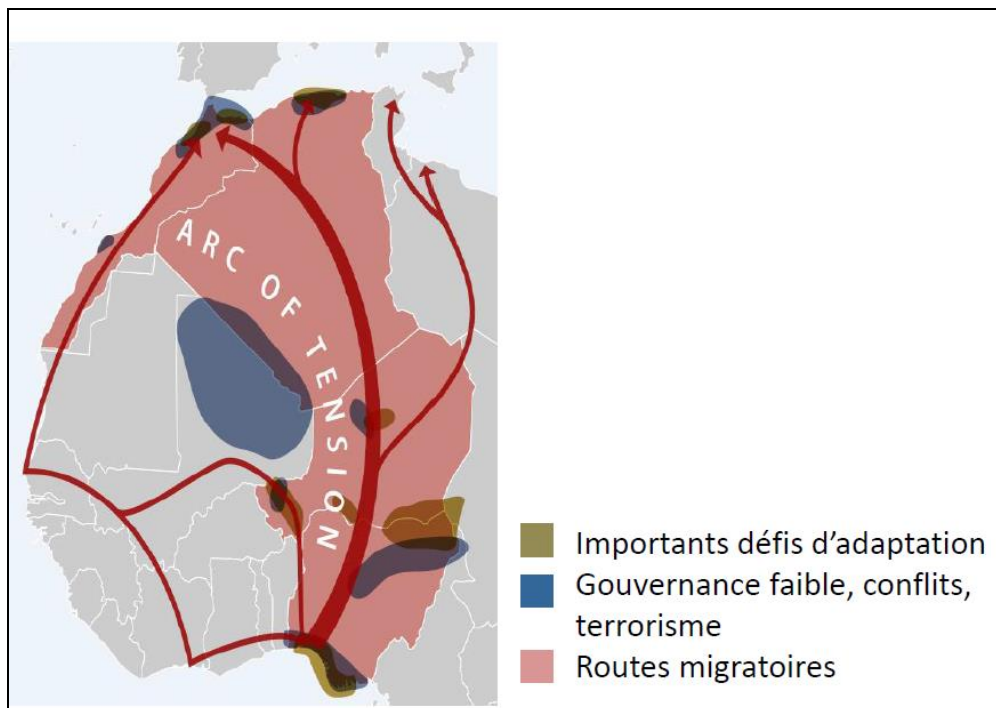 ARC OF TENSION
Importants défis d'adaptation
Gouvernance faible, conflits,
terrorisme
Routes migratoires